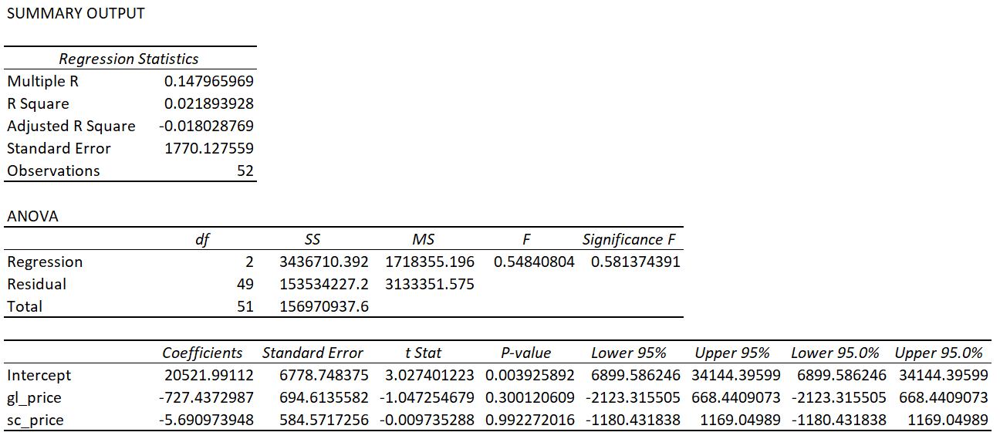 SUMMARY OUTPUT
Regression Statistics
Multiple R 0.147965969
R Square 0.021893928
Adjusted R Square -0.018028769
Standard Error 1770.127559
Observations 52
ANOVA
df SS MS F Significance F
Regression 2 3436710.392 1718355.196 0.54840804 0.581374391
Residual 49 153534227.2 3133351.575
Total 51 156970937.6
Coefficients Standard Error t Stat P-value Lower 95% Upper 95% Lower 95.0% Upper 95.0%
Intercept 20521.99112 6778.748375 3.027401223 0.003925892 6899.586246 34144.39599 6899.586246 34144.39599
gl_price -727.4372987 694.6135582 -1.047254679 0.300120609 -2123.315505 668.4409073 -2123.315505 668.4409073
sc_price -5.690973948 584.5717256 -0.009735288 0.992272016 -1180.431838 1169.04989 -1180.431838 1169.04989